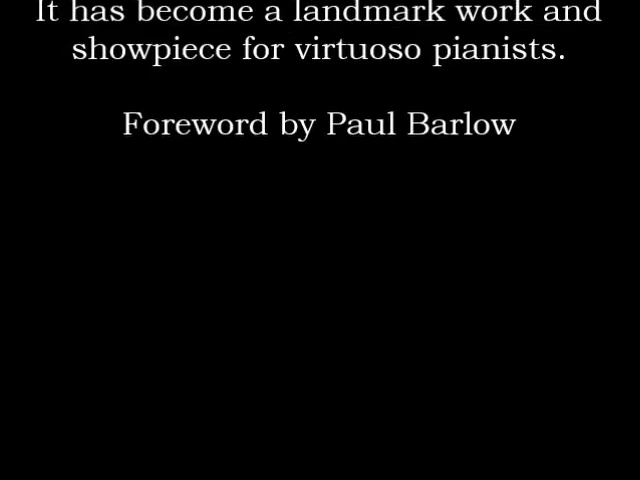 It has become a landmark work and
showpiece for virtuoso pianists.
Foreword by Paul Barlow